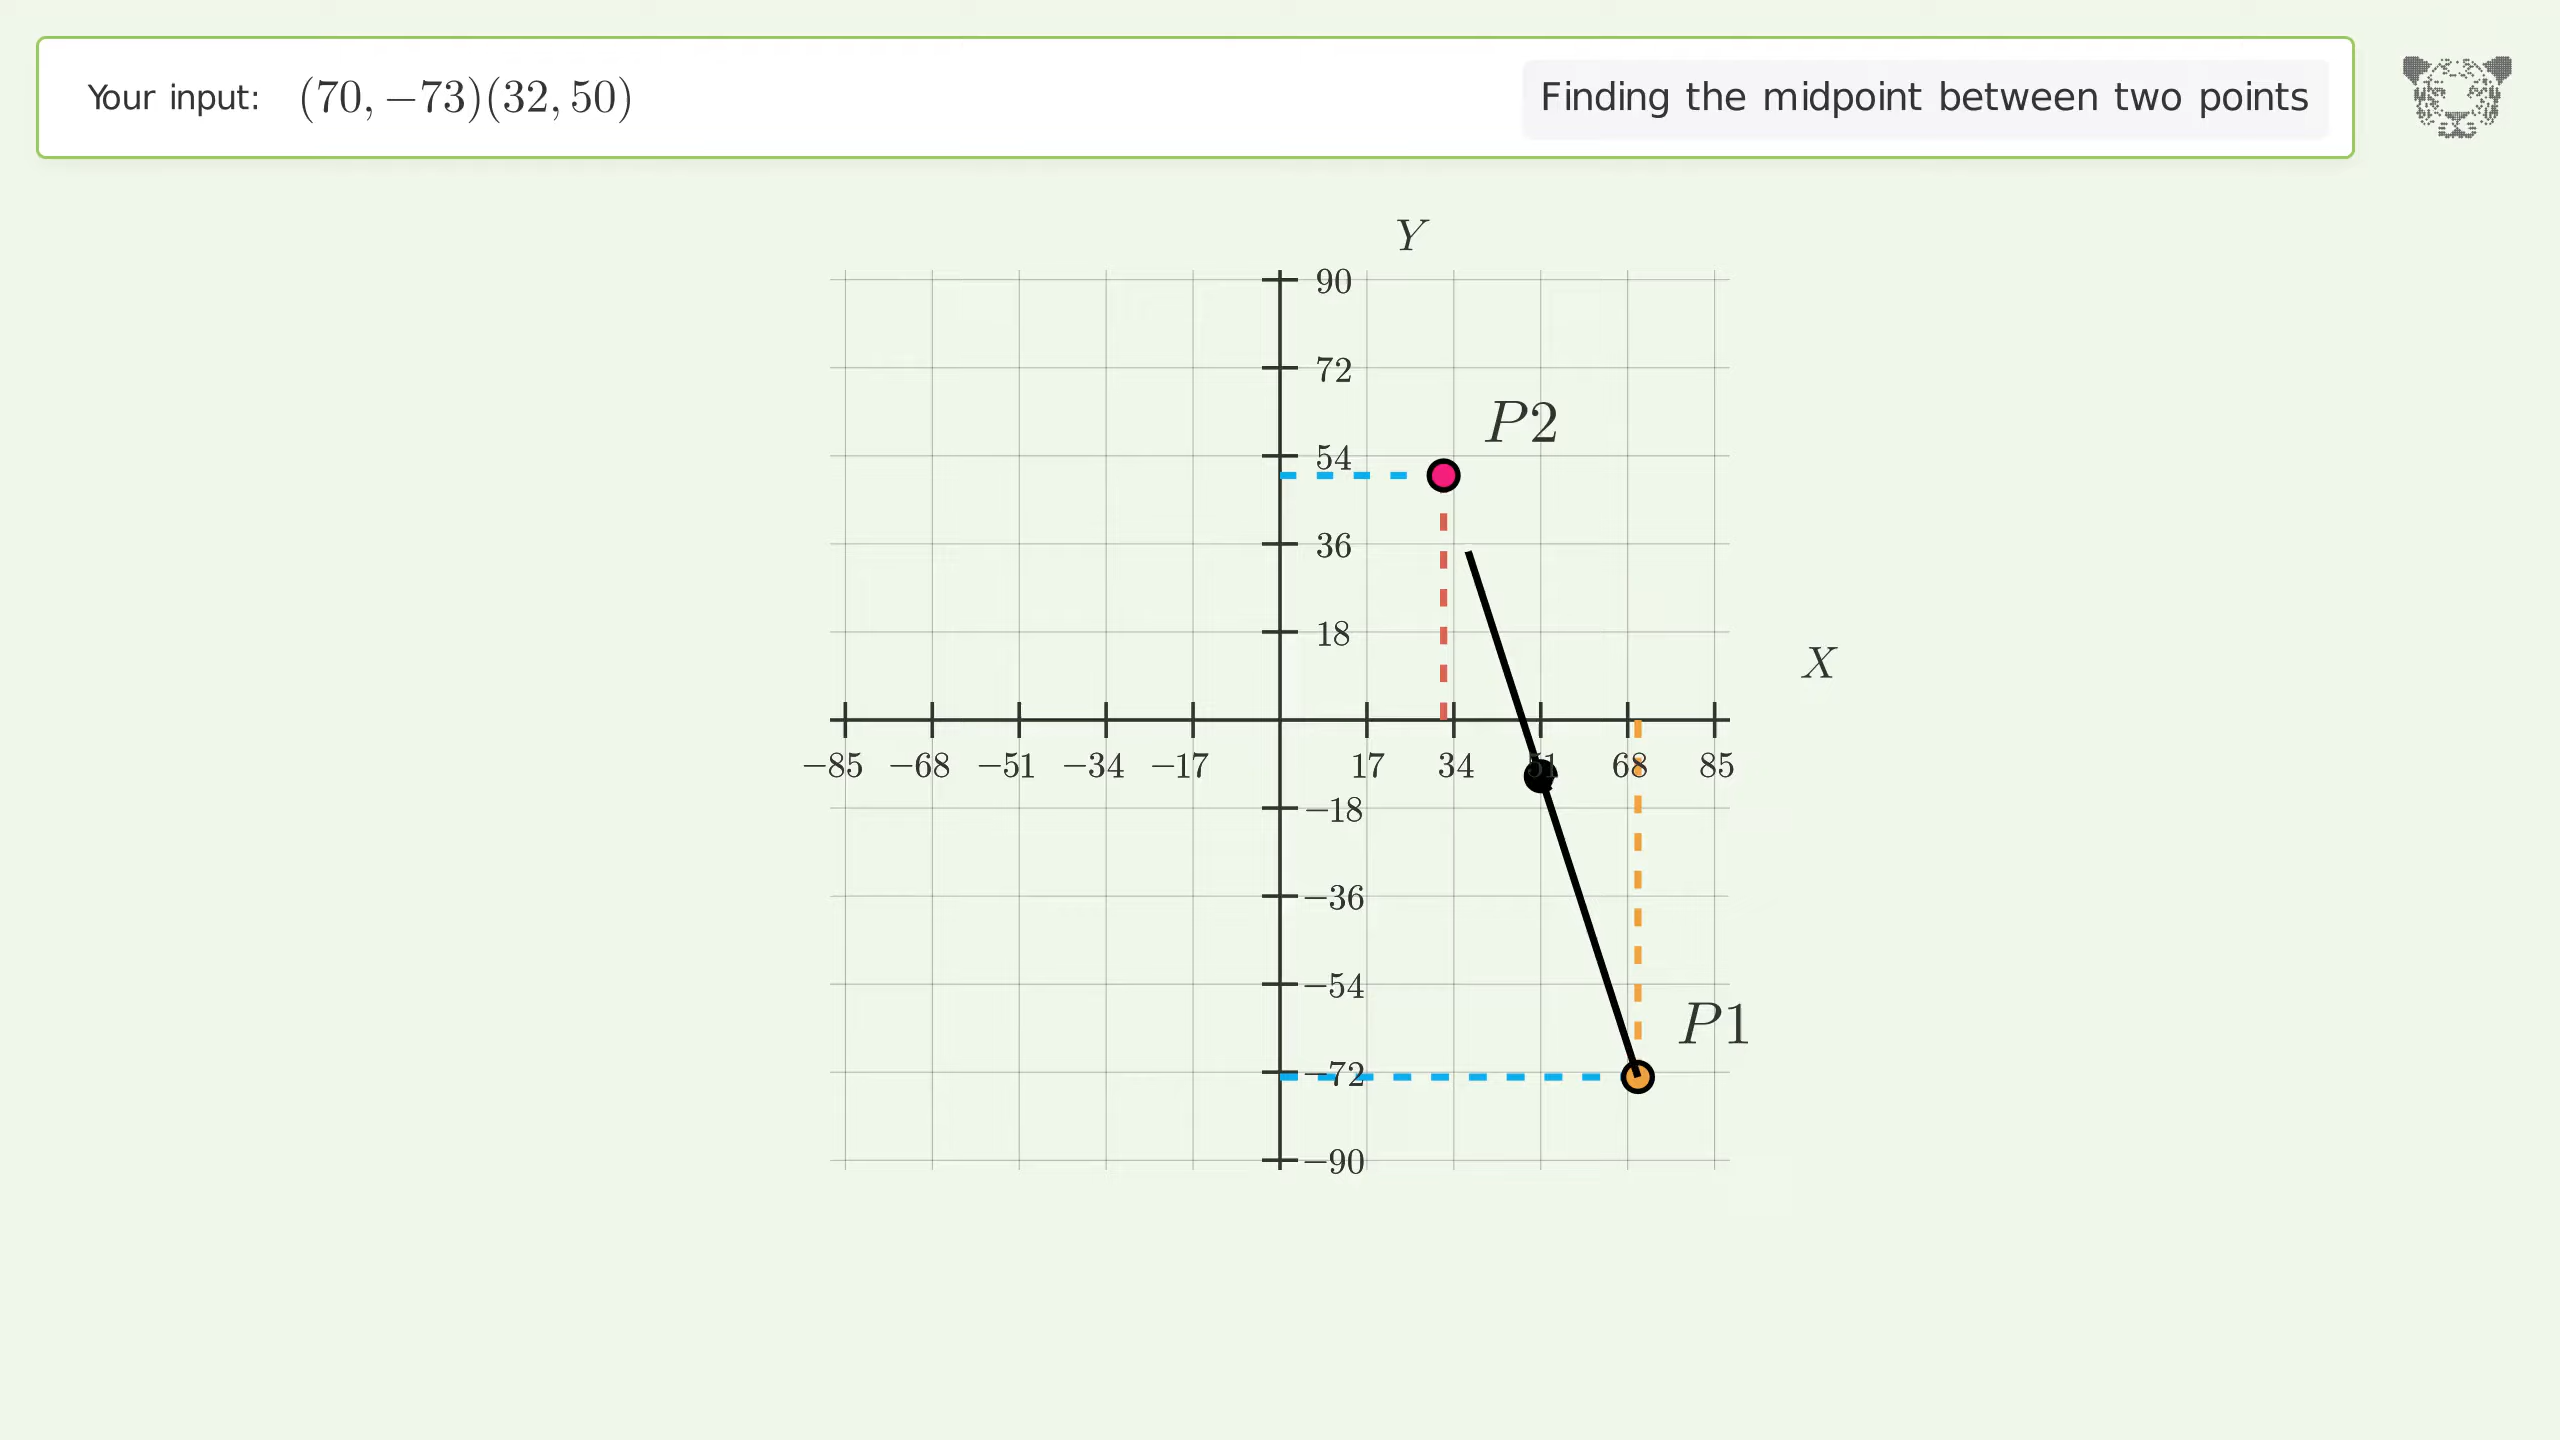 Your input: (70, −73)(32, 50)
Finding the midpoint between two points
Y
90
72
P2
54
36
18
X
−85 −68 −51 −34 −17 17 34 51 68 85
−18
−36
−54
P1
−72
−90